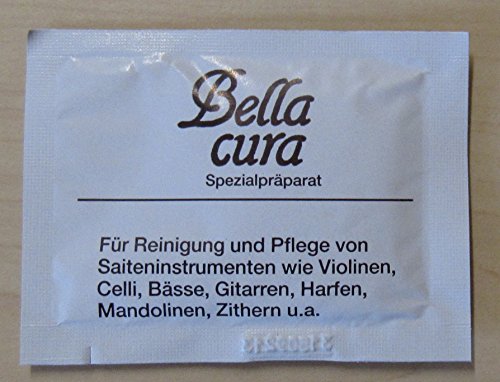 Bella
cura
Spezialpräparat
Für Reinigung und Pflege von
Saiteninstrumenten wie Violinen,
Celli, Bässe, Gitarren, Harfen,
Mandolinen, Zithern u.a.